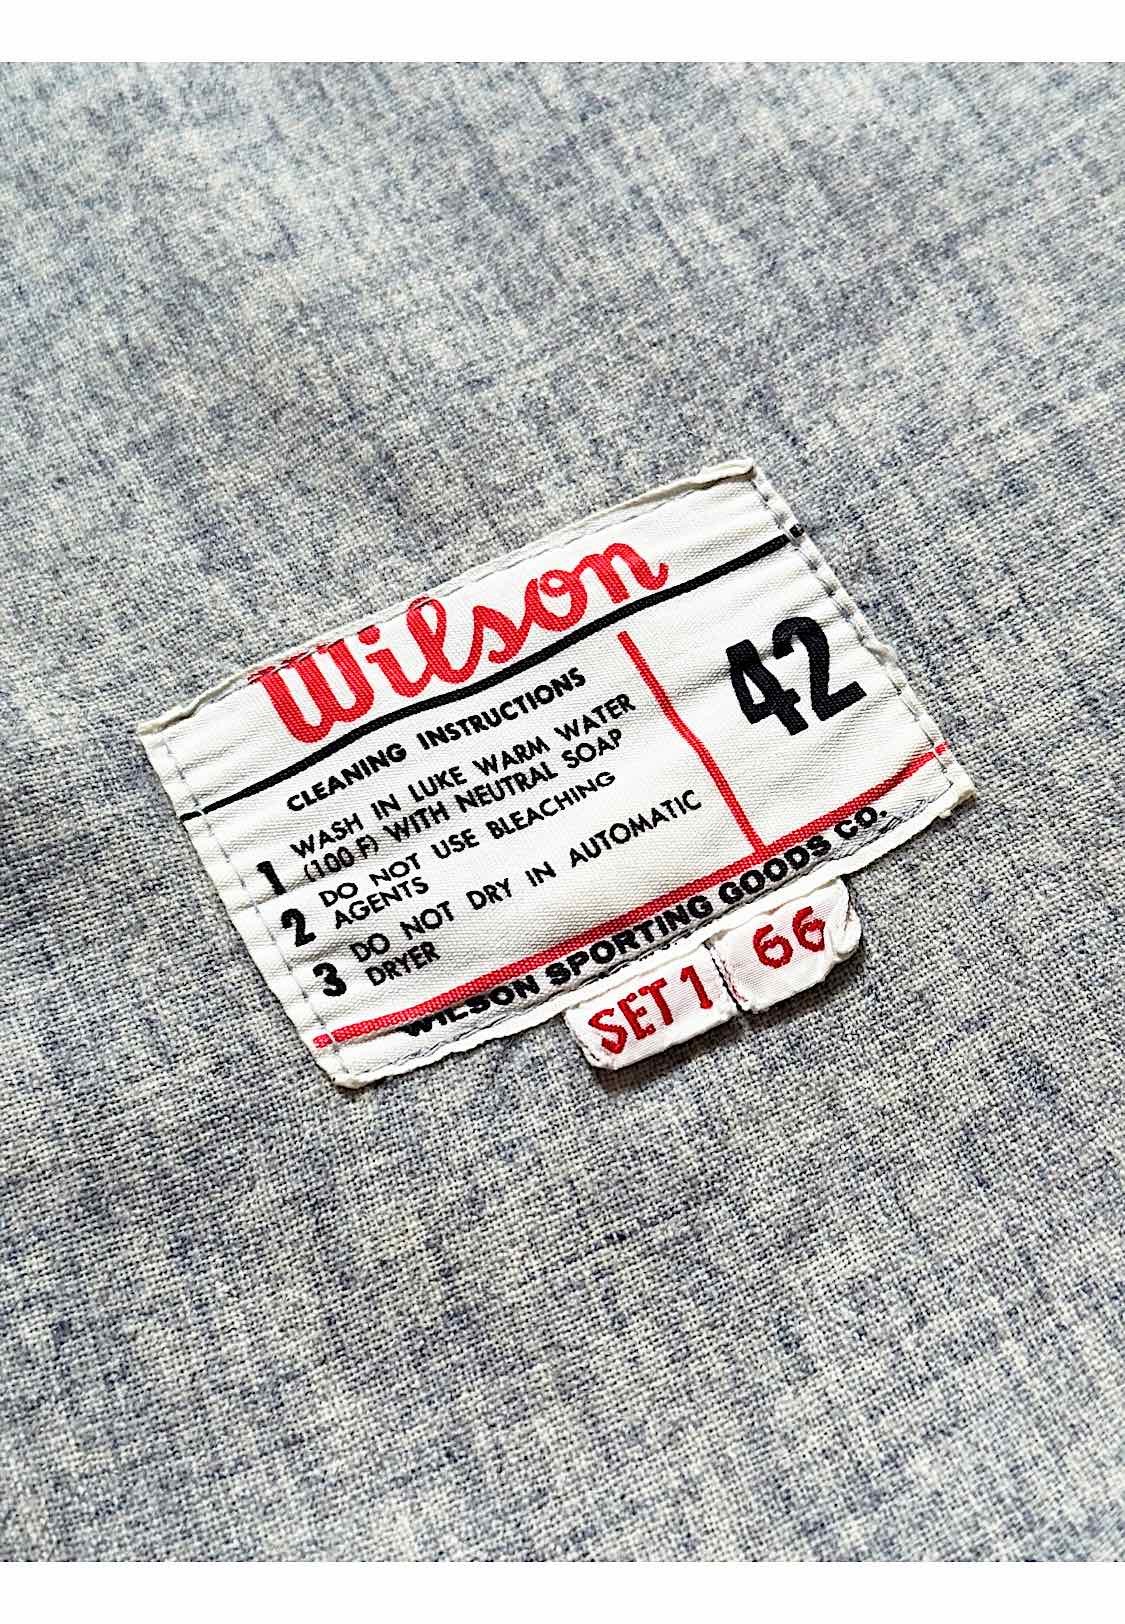 Wilson
CLEANING INSTRUCTIONS
1 WASH IN LUKE WARM WATER
(100 F) WITH NEUTRAL SOAP
2 DO NOT USE BLEACHING
AGENTS
3 DO NOT DRY IN AUTOMATIC
DRYER
42
WILSON SPORTING GOODS CO.
SET 1 66